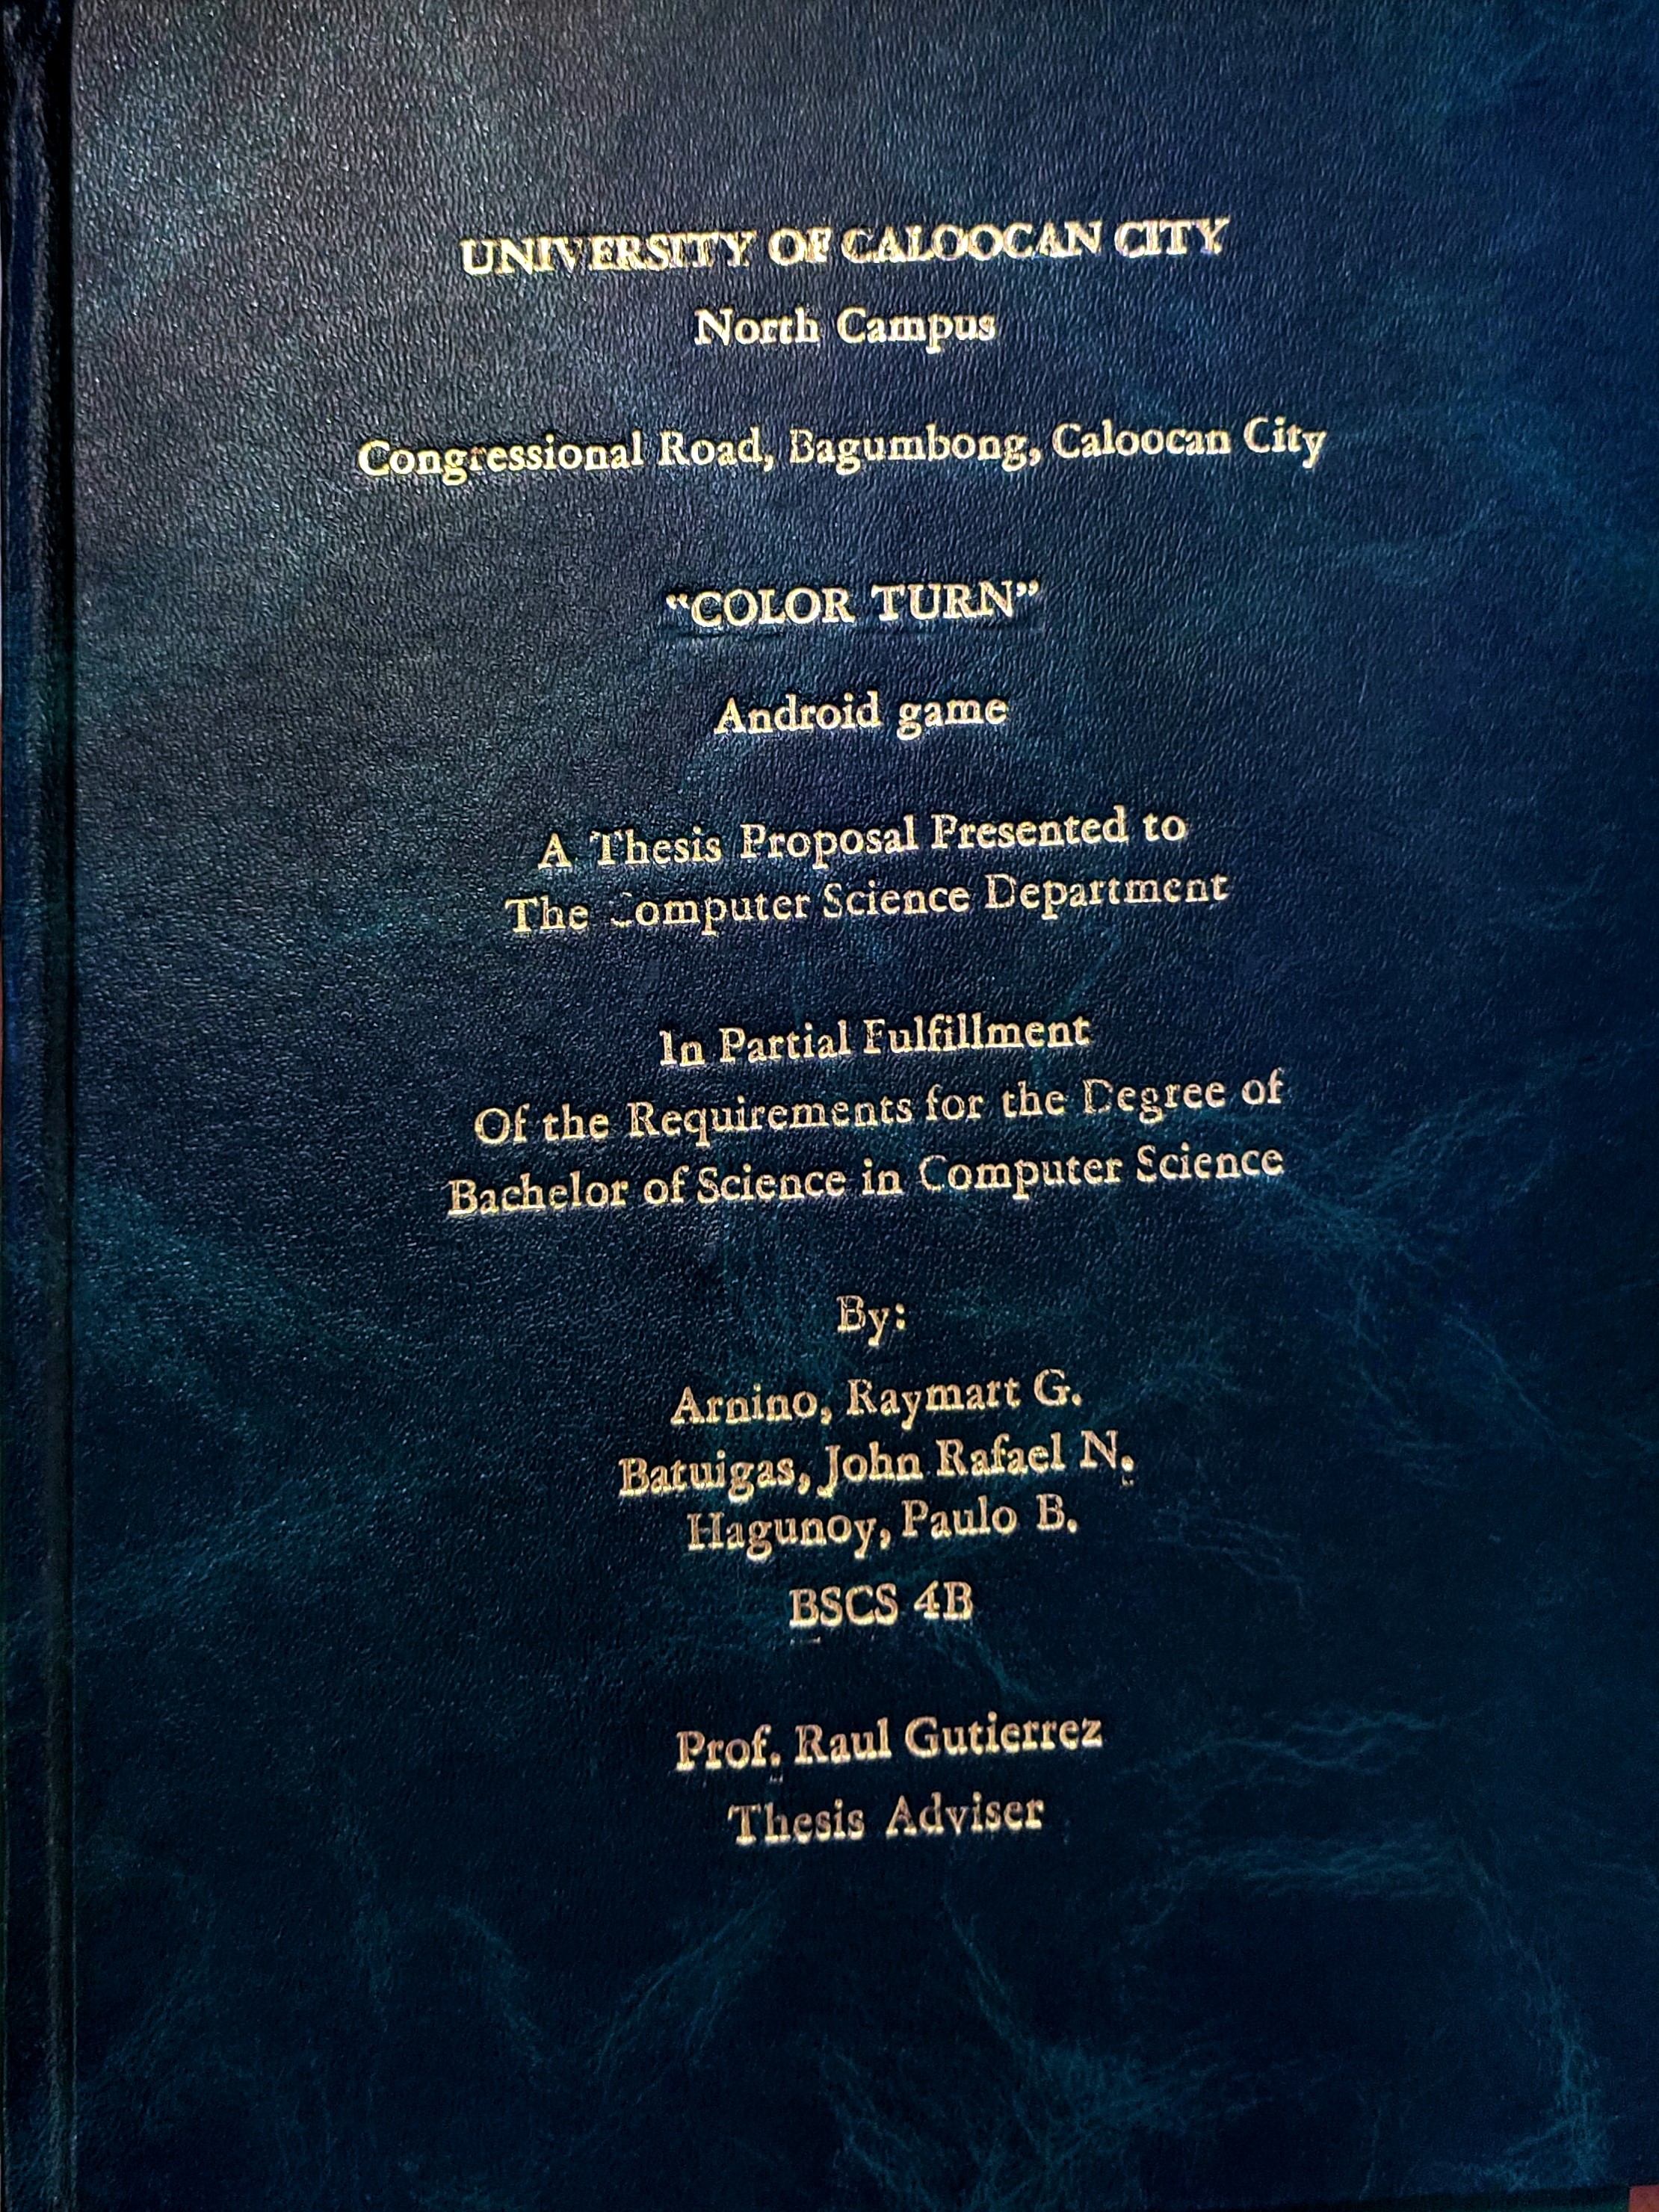 UNIVERSITY OF CALOOCAN CITY
North Campus
Congressional Road, Bagumbong, Caloocan City
“COLOR TURN”
Android game
A Thesis Proposal Presented to
The Computer Science Department
In Partial Fulfillment
Of the Requirements for the Degree of
Bachelor of Science in Computer Science
By:
Arnino, Raymart G.
Batuigas, John Rafael N.
Hagunoy, Paulo B.
BSCS 4B
Prof. Raul Gutierrez
Thesis Adviser